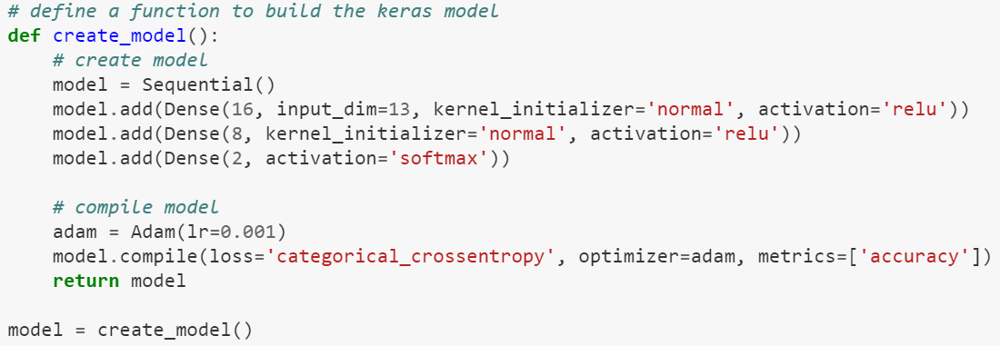 # define a function to build the keras model
def create_model():
    # create model
    model = Sequential()
    model.add(Dense(16, input_dim=13, kernel_initializer='normal', activation='relu'))
    model.add(Dense(8, kernel_initializer='normal', activation='relu'))
    model.add(Dense(2, activation='softmax'))

    # compile model
    adam = Adam(lr=0.001)
    model.compile(loss='categorical_crossentropy', optimizer=adam, metrics=['accuracy'])
    return model

model = create_model()